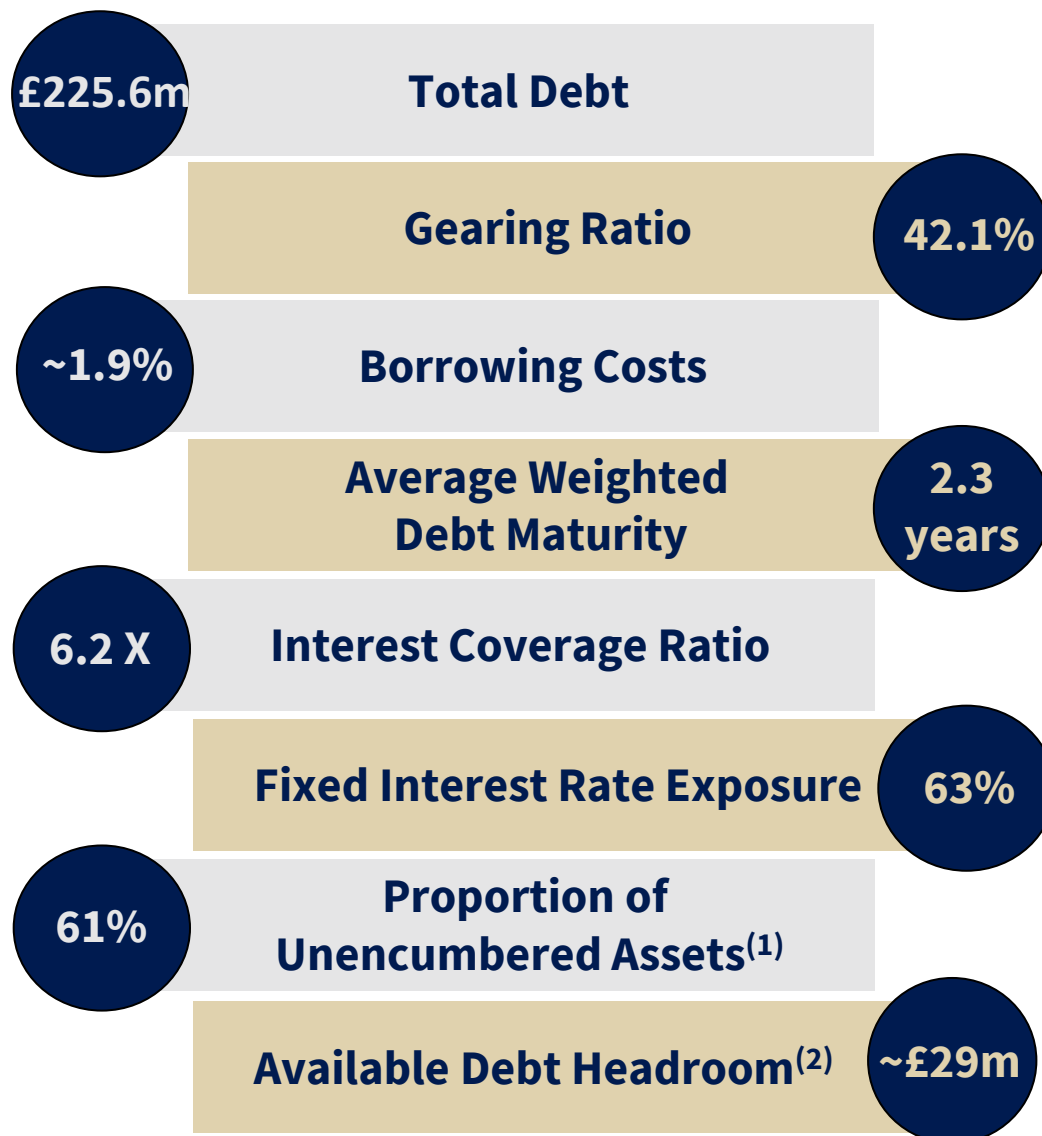 £225.6m
Total Debt
Gearing Ratio
42.1%
~1.9%
Borrowing Costs
Average Weighted
Debt Maturity
2.3
years
6.2 X
Interest Coverage Ratio
Fixed Interest Rate Exposure
63%
61%
Proportion of
Unencumbered Assets(1)
Available Debt Headroom(2)
~£29m